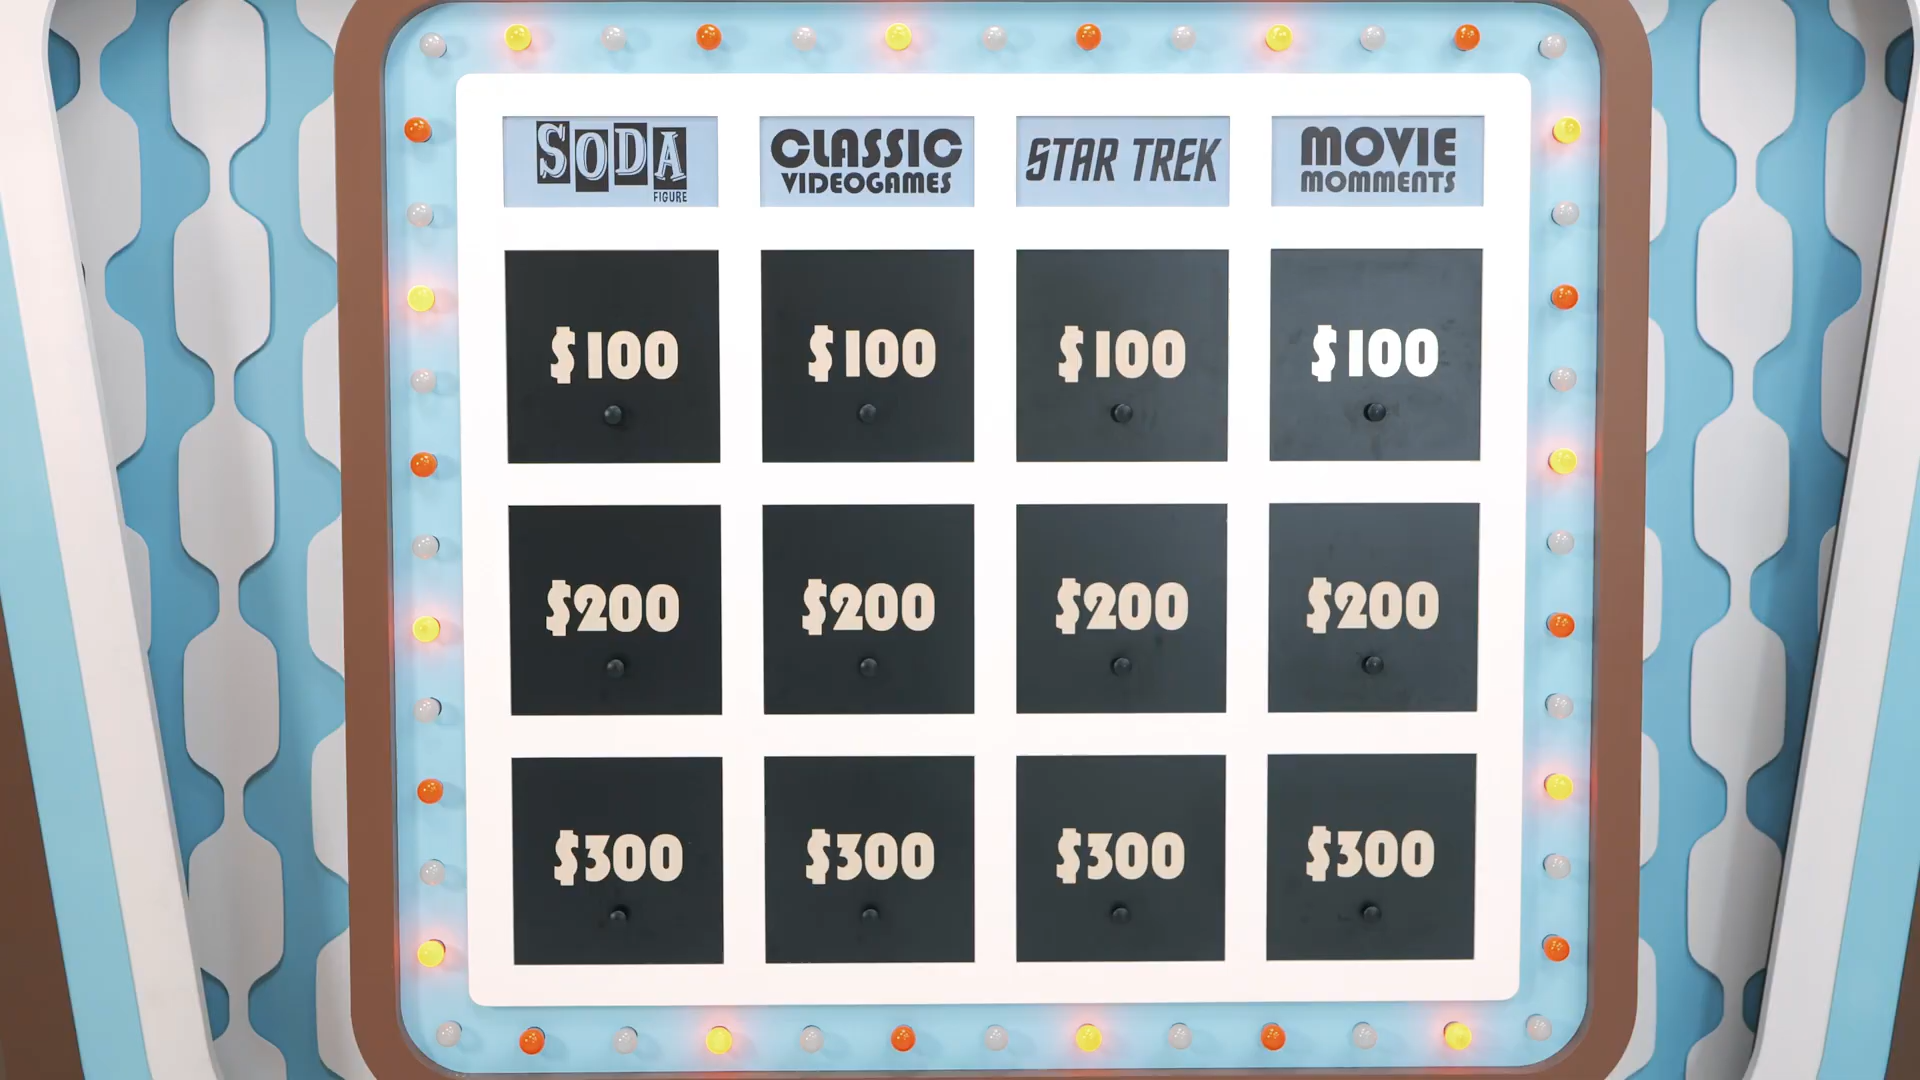 SODA
FIGURE
CLASSIC
VIDEOGAMES
STAR TREK
MOVIE
MOMMENTS
$100 $100 $100 $100
$200 $200 $200 $200
$300 $300 $300 $300